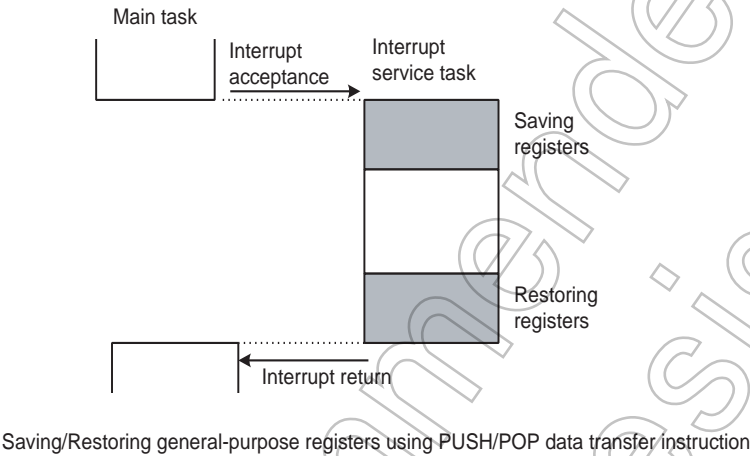 Main task
Interrupt
acceptance
Interrupt
service task
Saving
registers
Restoring
registers
Interrupt return
Saving/Restoring general-purpose registers using PUSH/POP data transfer instruction